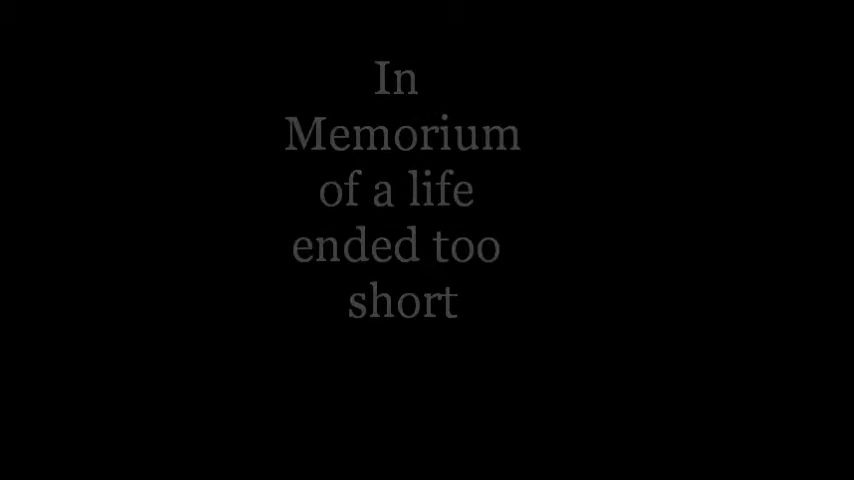 In
Memorium
of a life
ended too
short